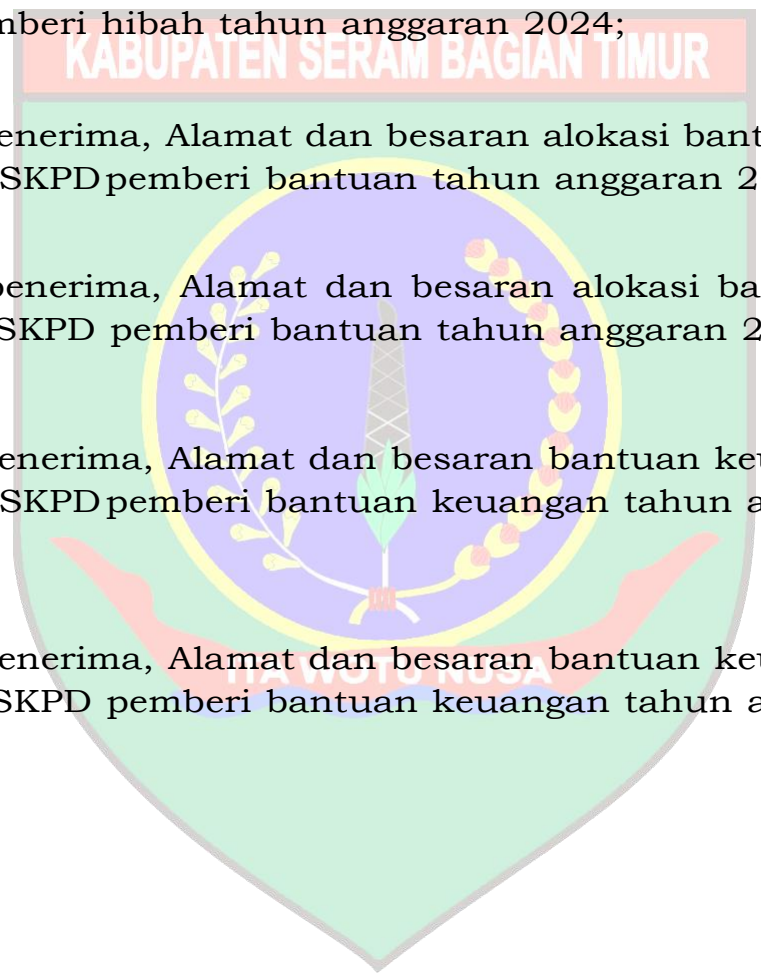 mberi hibah tahun anggaran 2024;
KABUPATEN SERAM BAGIAN TIMUR
enerima, Alamat dan besaran alokasi bant
SKPD pemberi bantuan tahun anggaran 2
penerima, Alamat dan besaran alokasi ba
SKPD pemberi bantuan tahun anggaran 2
enerima, Alamat dan besaran bantuan keu
SKPD pemberi bantuan keuangan tahun a
enerima, Alamat dan besaran bantuan keu
ITA WOTU NUSA
SKPD pemberi bantuan keuangan tahun a